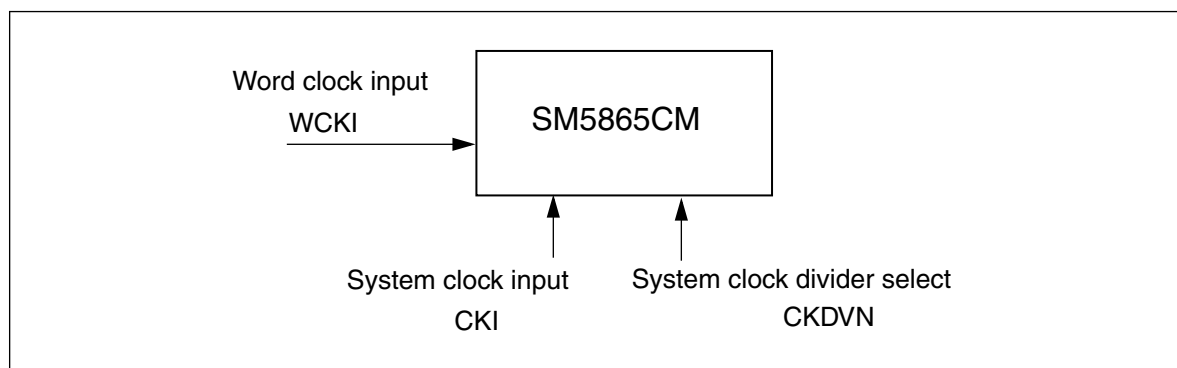 Word clock input
WCKI
SM5865CM
System clock input
CKI
System clock divider select
CKDVN